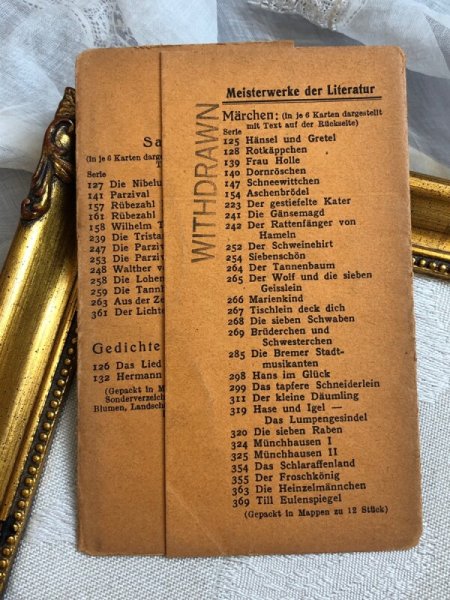 Meisterwerke der Literatur
Märchen: (In je 6 Karten dargestellt
mit Text auf der Rückseite)
Serie
125 Hänsel und Gretel
128 Rotkäppchen
139 Frau Holle
140 Dornröschen
147 Schneewittchen
154 Aschenbrödel
223 Der gestiefelte Kater
241 Die Gänsemagd
242 Der Rattenfänger von
Hameln
252 Der Schweinehirt
254 Siebenschön
264 Der Tannenbaum
265 Der Wolf und die sieben
Geisslein
266 Marienkind
267 Tischlein deck dich
268 Die sieben Schwaben
269 Brüderchen und
Schwesterchen
285 Die Bremer Stadt-
musikanten
298 Hans im Glück
299 Das tapfere Schneiderlein
311 Der kleine Däumling
319 Hase und Igel —
Das Lumpengesindel
320 Die sieben Raben
324 Münchhausen I
325 Münchhausen II
354 Das Schlaraffenland
355 Der Froschkönig
363 Die Heinzelmännchen
369 Till Eulenspiegel
(Gepackt in Mappen zu 12 Stück)
WITHDRAWN
Sa
(In je 6 Karten darge
Serie
127 Die Nibelu
141 Parzival
157 Rübezahl
161 Rübezahl
158 Wilhelm T
239 Die Trista
247 Die Parzi
253 Die Parzi
248 Walther v
258 Die Lohen
259 Die Tann
263 Aus der Ze
361 Der Lichte
Gedichte
126 Das Lied
132 Hermann
(Gepackt in M
Sonderverzeic
Blumen, Landsch